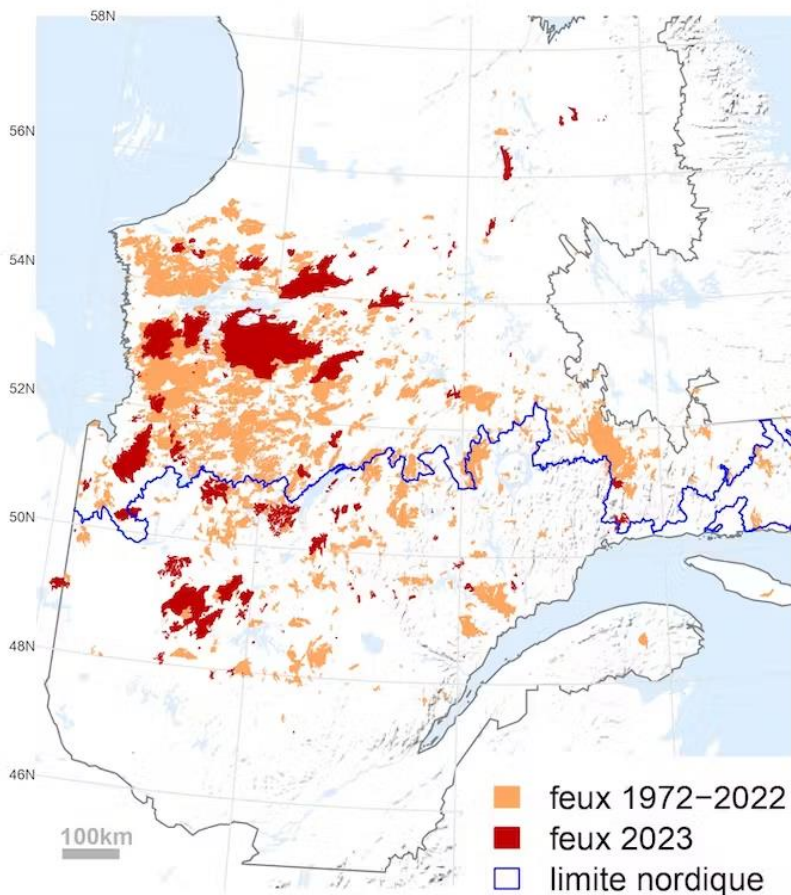 58N
56N
54N
52N
50N
48N
46N
100km
feux 1972–2022
feux 2023
limite nordique